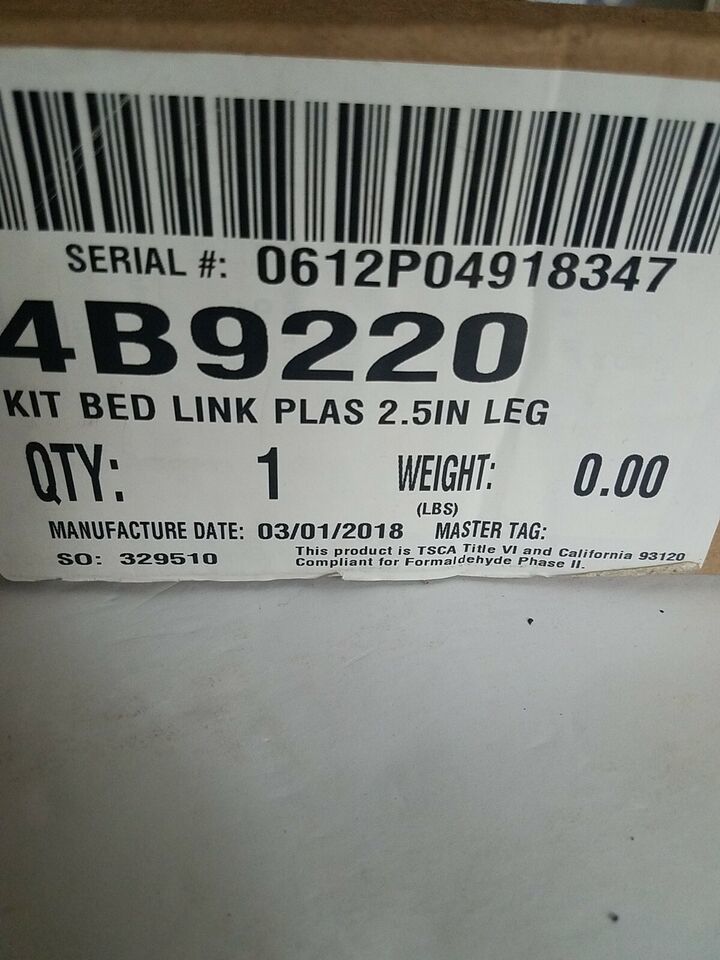 SERIAL #: 0612P04918347
4B9220
KIT BED LINK PLAS 2.5IN LEG
QTY: 1 WEIGHT: 0.00
(LBS)
MANUFACTURE DATE: 03/01/2018 MASTER TAG:
SO: 329510
This product is TSCA Title VI and California 93120
Compliant for Formaldehyde Phase II.